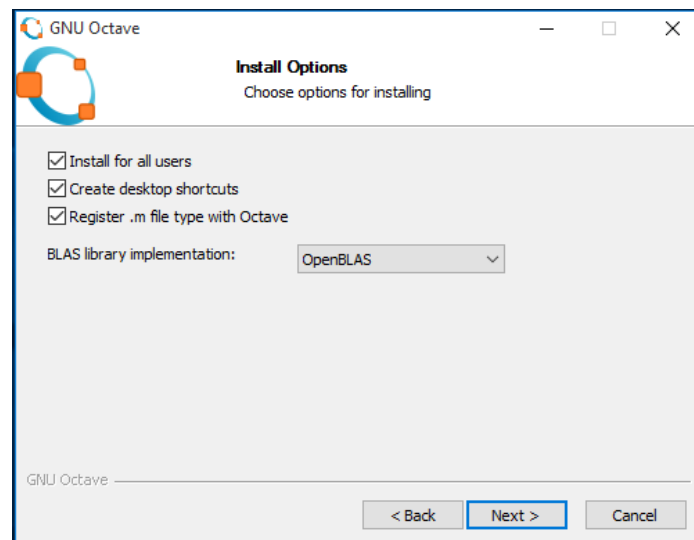 GNU Octave
Install Options
Choose options for installing
Install for all users
Create desktop shortcuts
Register .m file type with Octave
BLAS library implementation: OpenBLAS
GNU Octave
< Back Next > Cancel